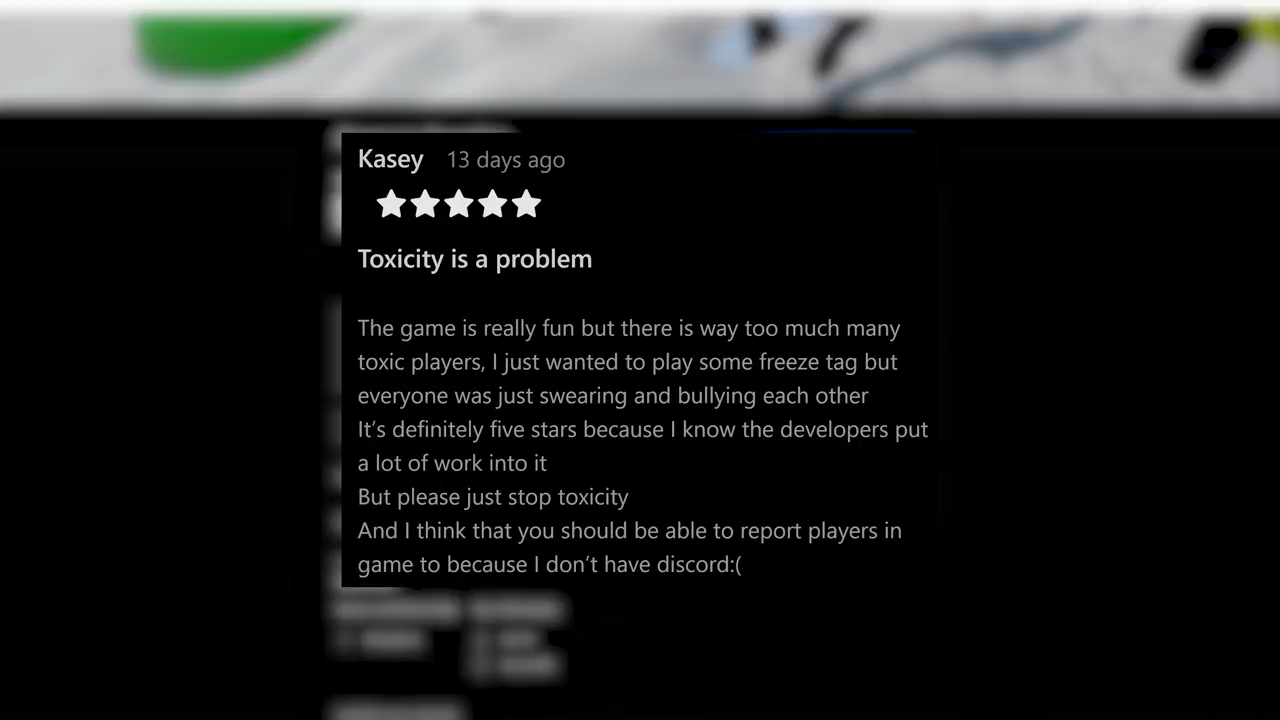 Kasey 13 days ago
Toxicity is a problem
The game is really fun but there is way too much many
toxic players, I just wanted to play some freeze tag but
everyone was just swearing and bullying each other
It's definitely five stars because I know the developers put
a lot of work into it
But please just stop toxicity
And I think that you should be able to report players in
game to because I don't have discord:(